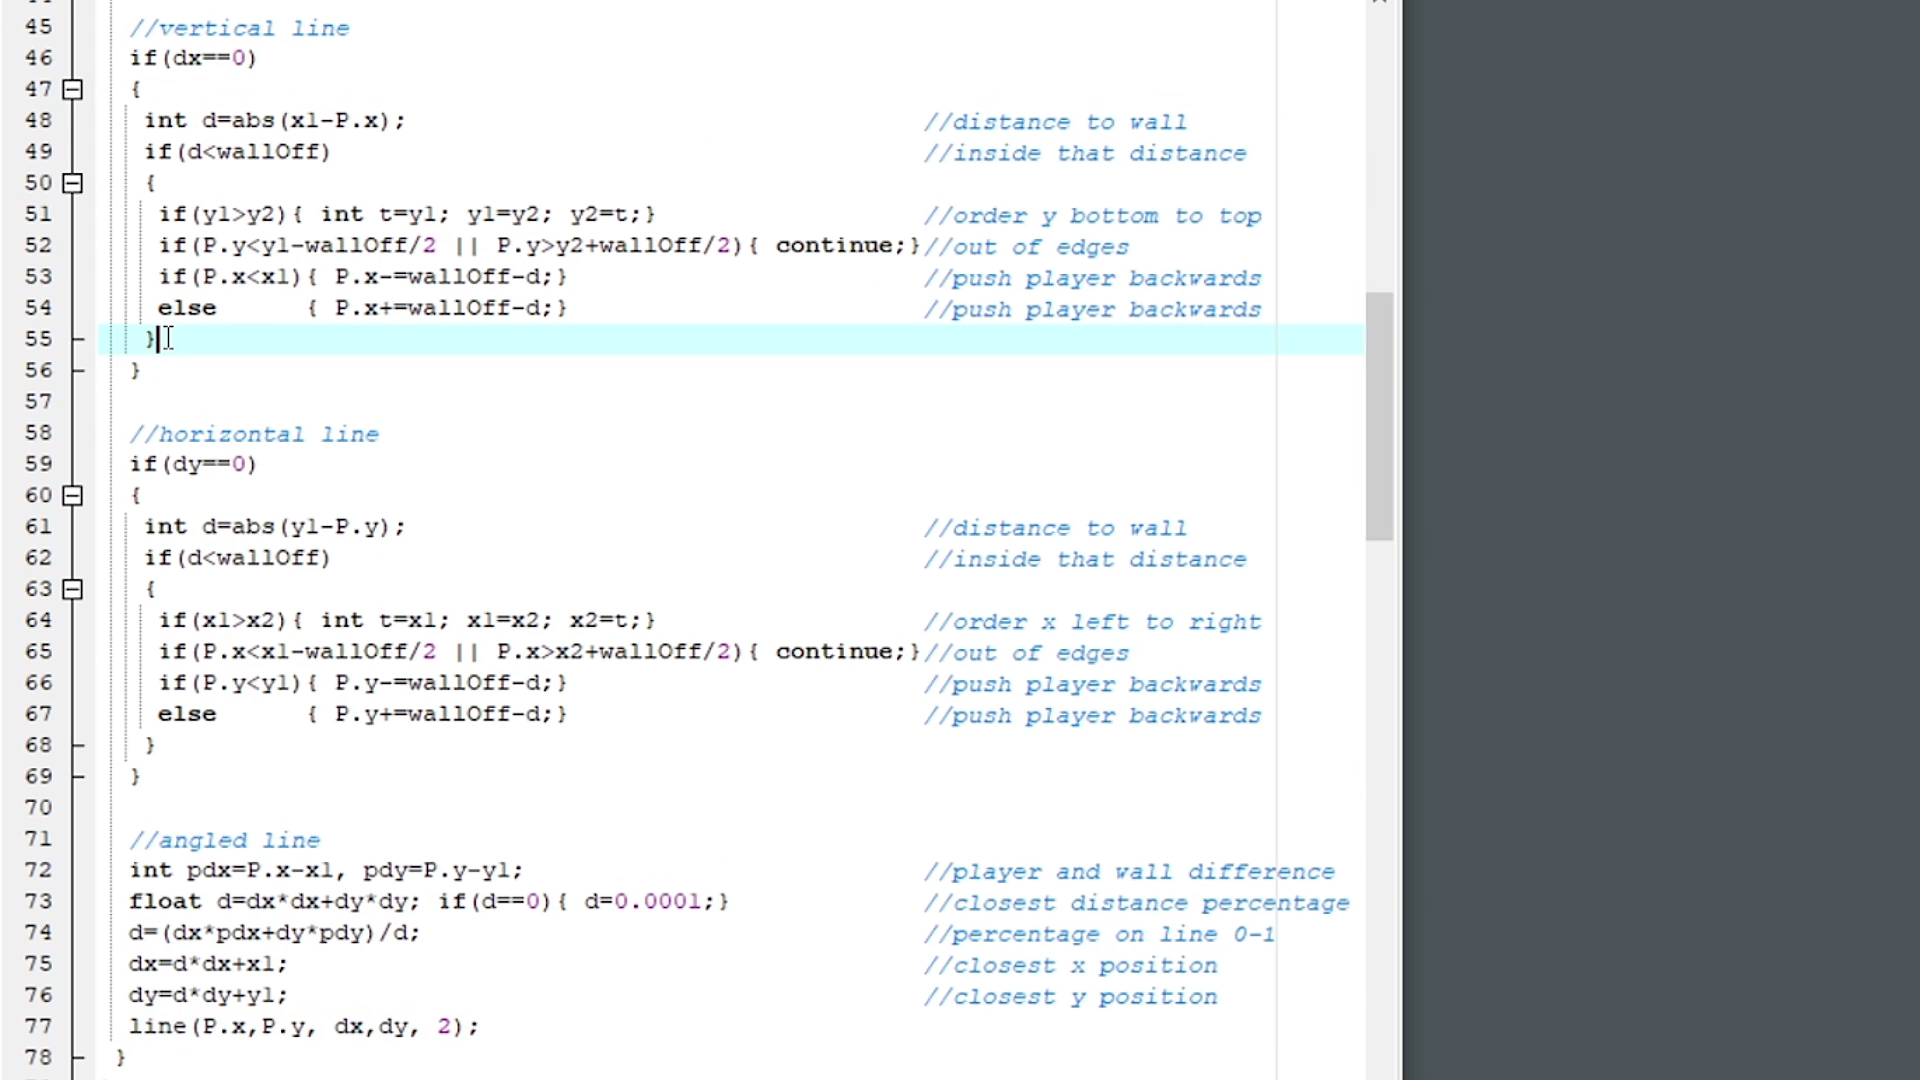 45 //vertical line
46 if(dx==0)
47 {
48 int d=abs(x1-P.x); //distance to wall
49 if(d<wallOff) //inside that distance
50 {
51 if(y1>y2){ int t=y1; y1=y2; y2=t;} //order y bottom to top
52 if(P.y<y1-wallOff/2 || P.y>y2+wallOff/2){ continue;}//out of edges
53 if(P.x<x1){ P.x-=wallOff-d;} //push player backwards
54 else { P.x+=wallOff-d;} //push player backwards
55 }
56 }
57
58 //horizontal line
59 if(dy==0)
60 {
61 int d=abs(y1-P.y); //distance to wall
62 if(d<wallOff) //inside that distance
63 {
64 if(x1>x2){ int t=x1; x1=x2; x2=t;} //order x left to right
65 if(P.x<x1-wallOff/2 || P.x>x2+wallOff/2){ continue;}//out of edges
66 if(P.y<y1){ P.y-=wallOff-d;} //push player backwards
67 else { P.y+=wallOff-d;} //push player backwards
68 }
69 }
70
71 //angled line
72 int pdx=P.x-x1, pdy=P.y-y1; //player and wall difference
73 float d=dx*dx+dy*dy; if(d==0){ d=0.0001;} //closest distance percentage
74 d=(dx*pdx+dy*pdy)/d; //percentage on line 0-1
75 dx=d*dx+x1; //closest x position
76 dy=d*dy+y1; //closest y position
77 line(P.x,P.y, dx,dy, 2);
78 }